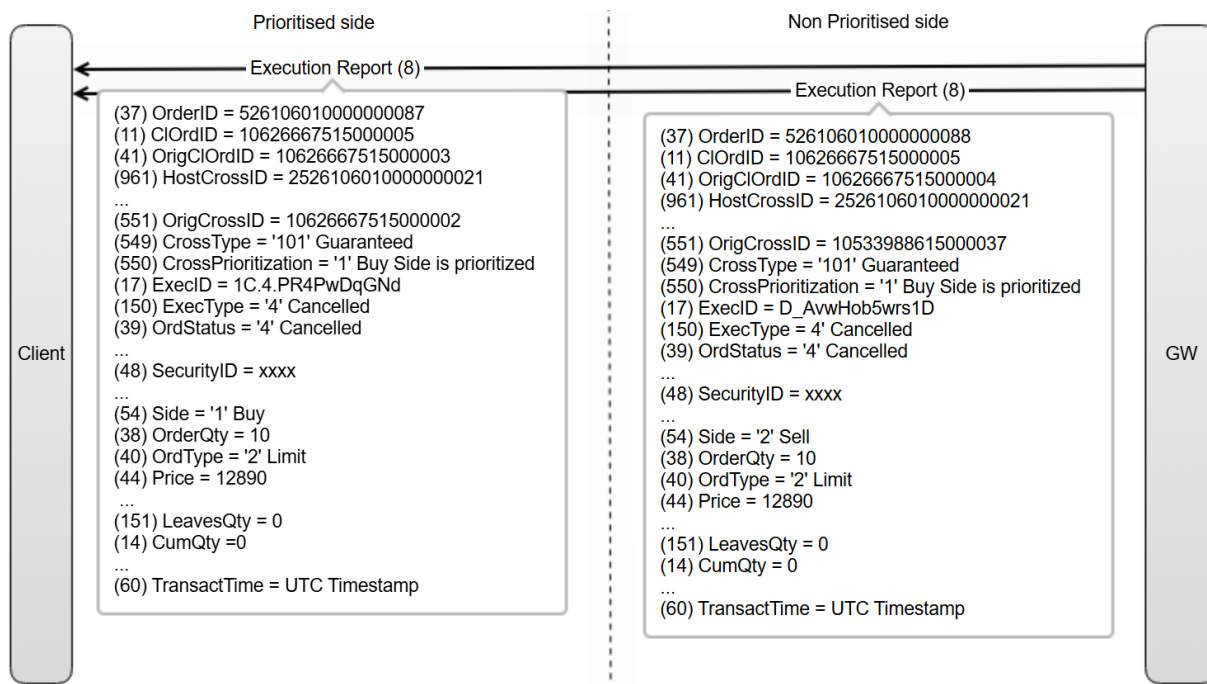 Prioritised side
Non Prioritised side
Execution Report (8)
Execution Report (8)
Client
(37) OrderID = 526106010000000087
(11) ClOrdID = 10626667515000005
(41) OrigClOrdID = 10626667515000003
(961) HostCrossID = 2526106010000000021
...
(551) OrigCrossID = 10626667515000002
(549) CrossType = '101' Guaranteed
(550) CrossPrioritization = '1' Buy Side is prioritized
(17) ExecID = 1C.4.PR4PwDqGNd
(150) ExecType = '4' Cancelled
(39) OrdStatus = '4' Cancelled
...
(48) SecurityID = xxxx
...
(54) Side = '1' Buy
(38) OrderQty = 10
(40) OrdType = '2' Limit
(44) Price = 12890
...
(151) LeavesQty = 0
(14) CumQty =0
...
(60) TransactTime = UTC Timestamp
(37) OrderID = 526106010000000088
(11) ClOrdID = 10626667515000005
(41) OrigClOrdID = 10626667515000004
(961) HostCrossID = 2526106010000000021
...
(551) OrigCrossID = 10533988615000037
(549) CrossType = '101' Guaranteed
(550) CrossPrioritization = '1' Buy Side is prioritized
(17) ExecID = D_AvwHob5wrs1D
(150) ExecType = 4' Cancelled
(39) OrdStatus = '4' Cancelled
...
(48) SecurityID = xxxx
...
(54) Side = '2' Sell
(38) OrderQty = 10
(40) OrdType = '2' Limit
(44) Price = 12890
...
(151) LeavesQty = 0
(14) CumQty = 0
...
(60) TransactTime = UTC Timestamp
GW